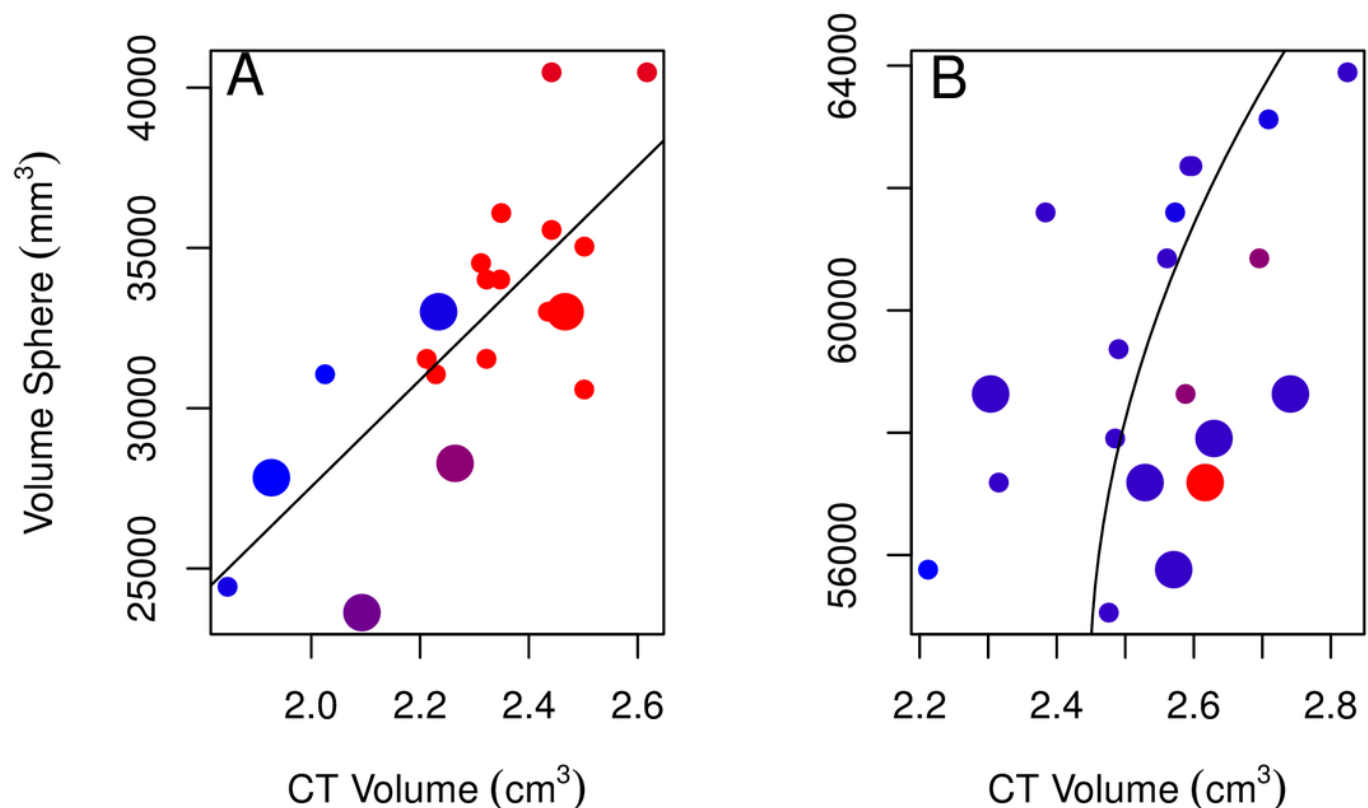 A
B
Volume Sphere (mm³)
40000
35000
30000
25000
2.0 2.2 2.4 2.6
CT Volume (cm³)
64000
60000
56000
2.2 2.4 2.6 2.8
CT Volume (cm³)